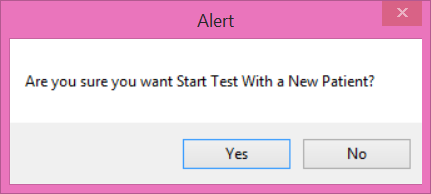 Alert
Are you sure you want Start Test With a New Patient?
Yes
No